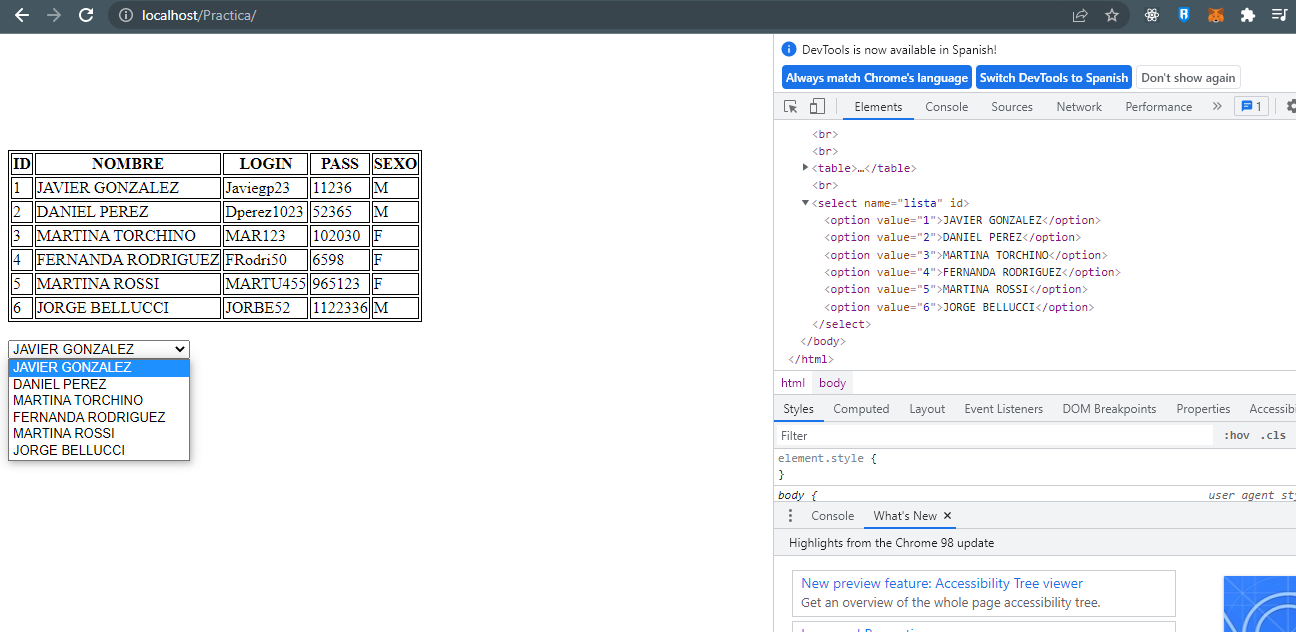 localhost/Practica/
ID NOMBRE LOGIN PASS SEXO
1 JAVIER GONZALEZ Javiegp23 11236 M
2 DANIEL PEREZ Dperez1023 52365 M
3 MARTINA TORCHINO MAR123 102030 F
4 FERNANDA RODRIGUEZ FRodri50 6598 F
5 MARTINA ROSSI MARTU455 965123 F
6 JORGE BELLUCCI JORBE52 1122336 M
JAVIER GONZALEZ
JAVIER GONZALEZ
DANIEL PEREZ
MARTINA TORCHINO
FERNANDA RODRIGUEZ
MARTINA ROSSI
JORGE BELLUCCI
DevTools is now available in Spanish!
Always match Chrome's language Switch DevTools to Spanish Don't show again
Elements Console Sources Network Performance » 1
<br>
<br>
<table>…</table>
<br>
<select name="lista" id>
<option value="1">JAVIER GONZALEZ</option>
<option value="2">DANIEL PEREZ</option>
<option value="3">MARTINA TORCHINO</option>
<option value="4">FERNANDA RODRIGUEZ</option>
<option value="5">MARTINA ROSSI</option>
<option value="6">JORGE BELLUCCI</option>
</select>
</body>
</html>
html body
Styles Computed Layout Event Listeners DOM Breakpoints Properties Accessibi
Filter :hov .cls
element.style {
}
body { user agent sty
Console What's New ×
Highlights from the Chrome 98 update
New preview feature: Accessibility Tree viewer
Get an overview of the whole page accessibility tree.